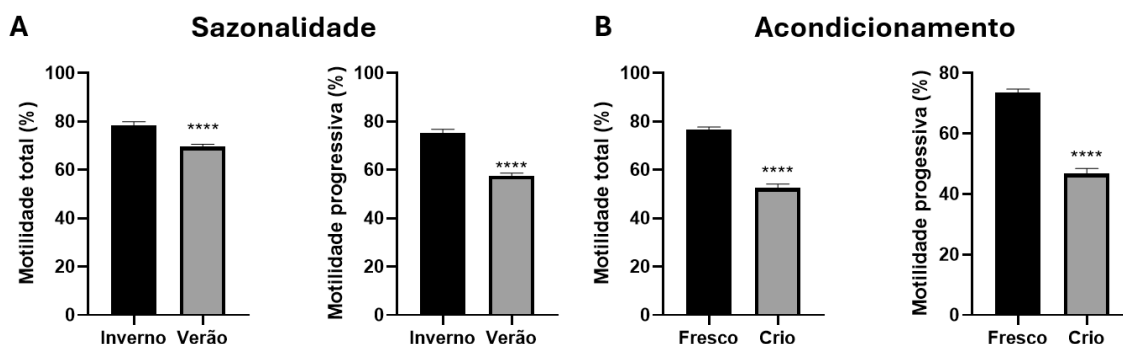 A
Sazonalidade
Motilidade total (%)
100
80
60
40
20
0
****
Inverno Verão
Motilidade progressiva (%)
100
80
60
40
20
0
****
Inverno Verão
B
Acondicionamento
Motilidade total (%)
100
80
60
40
20
0
****
Fresco Crio
Motilidade progessiva (%)
80
60
40
20
0
****
Fresco Crio